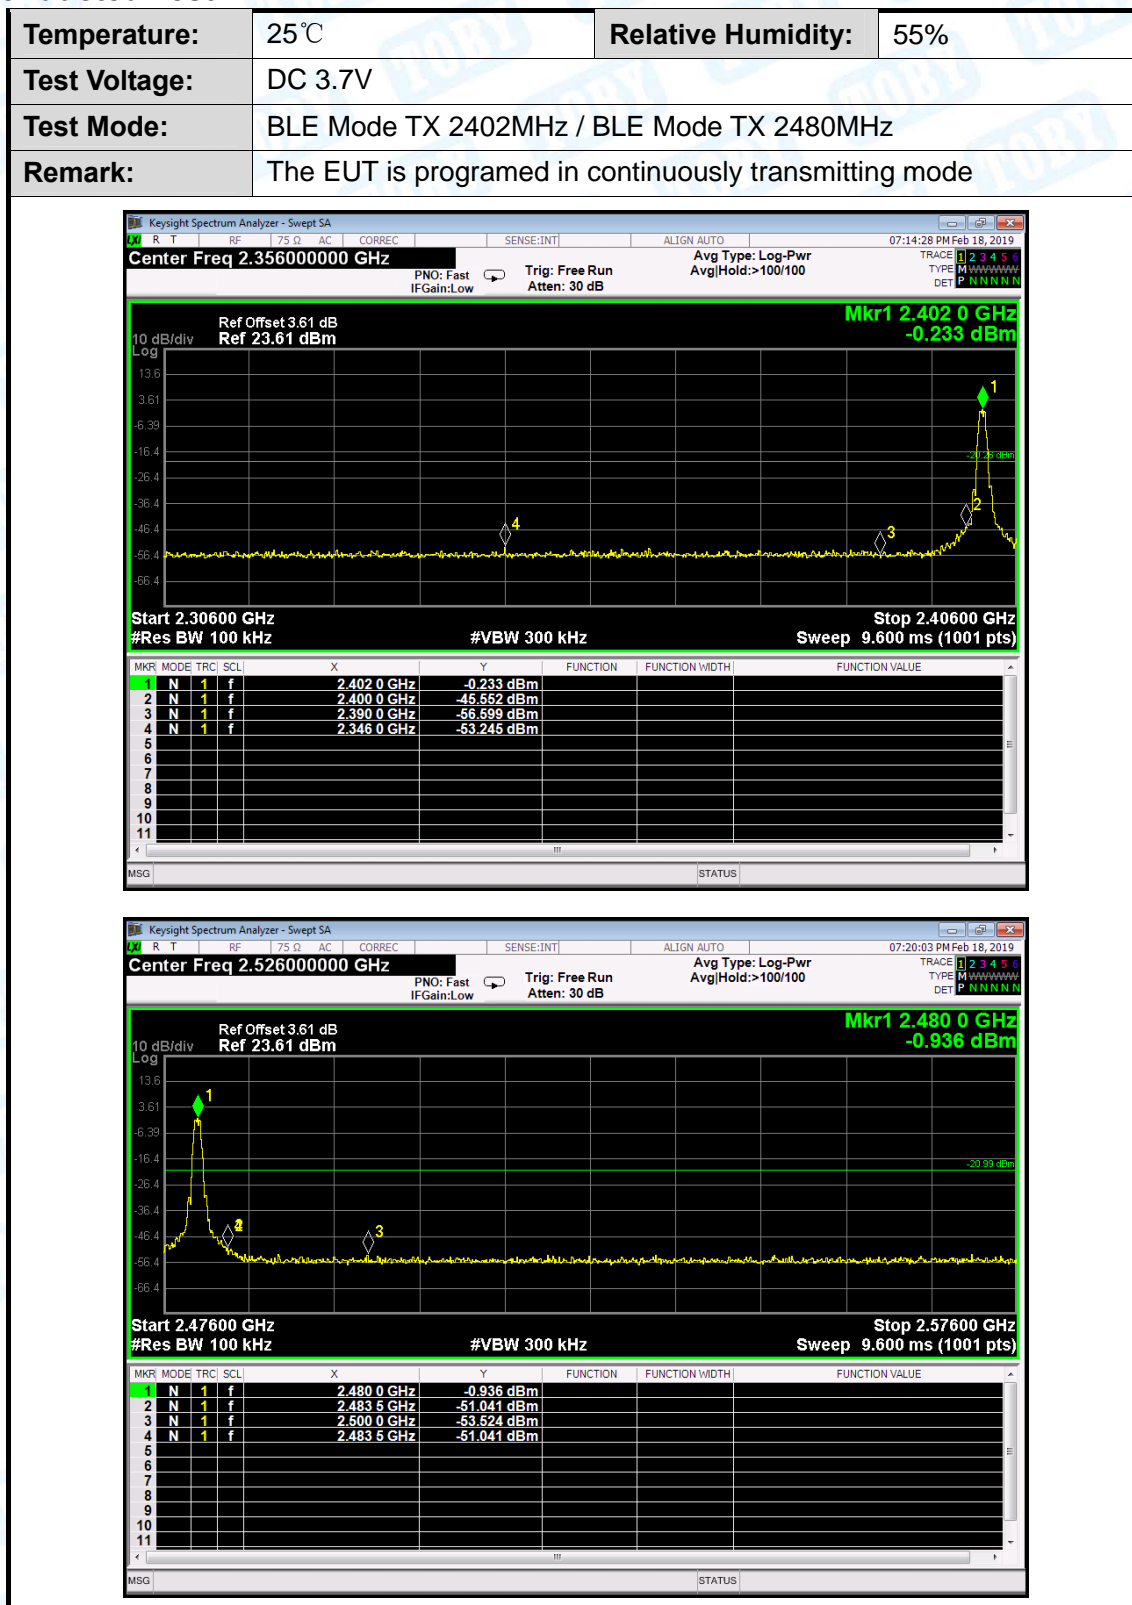 Temperature: 25℃ Relative Humidity: 55%
Test Voltage: DC 3.7V
Test Mode: BLE Mode TX 2402MHz / BLE Mode TX 2480MHz
Remark: The EUT is programed in continuously transmitting mode
Keysight Spectrum Analyzer - Swept SA
LXI R T RF 75 Ω AC CORREC SENSE:INT ALIGN AUTO 07:14:28 PM Feb 18, 2019
Center Freq 2.356000000 GHz Avg Type: Log-Pwr TRACE 1 2 3 4 5 6
PNO: Fast Trig: Free Run Avg|Hold:>100/100 TYPE M WWWWW
IFGain:Low Atten: 30 dB DET P N N N N N
Mkr1 2.402 0 GHz
Ref Offset 3.61 dB
10 dB/div Ref 23.61 dBm -0.233 dBm
Log
13.6
1
3.61
-6.39
-16.4
-20.26 dBm
-26.4
-36.4
2
4
-46.4
3
-56.4
-66.4
Start 2.30600 GHz Stop 2.40600 GHz
#Res BW 100 kHz #VBW 300 kHz Sweep 9.600 ms (1001 pts)
MKR MODE TRC SCL X Y FUNCTION FUNCTION WIDTH FUNCTION VALUE
1 N 1 f 2.402 0 GHz -0.233 dBm
2 N 1 f 2.400 0 GHz -45.552 dBm
3 N 1 f 2.390 0 GHz -56.599 dBm
4 N 1 f 2.346 0 GHz -53.245 dBm
5
6
7
8
9
10
11
MSG STATUS
Keysight Spectrum Analyzer - Swept SA
LXI R T RF 75 Ω AC CORREC SENSE:INT ALIGN AUTO 07:20:03 PM Feb 18, 2019
Center Freq 2.526000000 GHz Avg Type: Log-Pwr TRACE 1 2 3 4 5 6
PNO: Fast Trig: Free Run Avg|Hold:>100/100 TYPE M WWWWW
IFGain:Low Atten: 30 dB DET P N N N N N
Mkr1 2.480 0 GHz
Ref Offset 3.61 dB
10 dB/div Ref 23.61 dBm -0.936 dBm
Log
13.6
1
3.61
-6.39
-16.4
-20.99 dBm
-26.4
-36.4
3
-46.4
-56.4
-66.4
Start 2.47600 GHz Stop 2.57600 GHz
#Res BW 100 kHz #VBW 300 kHz Sweep 9.600 ms (1001 pts)
MKR MODE TRC SCL X Y FUNCTION FUNCTION WIDTH FUNCTION VALUE
1 N 1 f 2.480 0 GHz -0.936 dBm
2 N 1 f 2.483 5 GHz -51.041 dBm
3 N 1 f 2.500 0 GHz -53.524 dBm
4 N 1 f 2.483 5 GHz -51.041 dBm
5
6
7
8
9
10
11
MSG STATUS